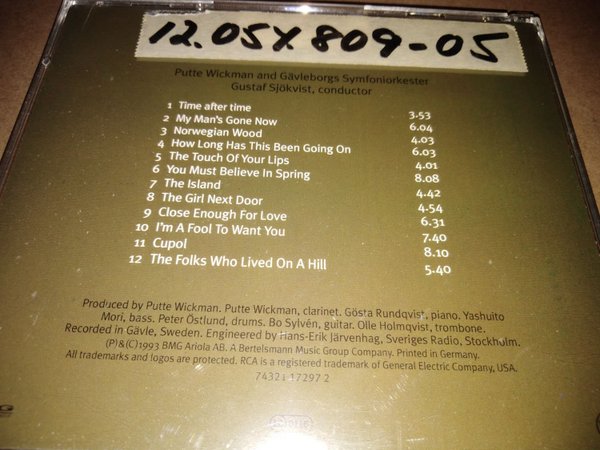 12.05X809-05
Putte Wickman and Gävleborgs Symfoniorkester
Gustaf Sjökvist, conductor
1 Time after time 3.53
2 My Man's Gone Now 6.04
3 Norwegian Wood 4.03
4 How Long Has This Been Going On 6.03
5 The Touch Of Your Lips 4.01
6 You Must Believe In Spring 8.08
7 The Island 4.42
8 The Girl Next Door 4.54
9 Close Enough For Love 6.31
10 I'm A Fool To Want You 7.40
11 Cupol 8.10
12 The Folks Who Lived On A Hill 5.40
Produced by Putte Wickman. Putte Wickman, clarinet. Gösta Rundqvist, piano. Yashuito
Mori, bass. Peter Östlund, drums. Bo Sylvén, guitar. Olle Holmqvist, trombone.
Recorded in Gävle, Sweden. Engineered by Hans-Erik Järvenhag, Sveriges Radio, Stockholm.
(P)&(C)1993 BMG Ariola AB. A Bertelsmann Music Group Company. Printed in Germany.
All trademarks and logos are protected. RCA is a registered trademark of General Electric Company, USA.
74321 17297 2